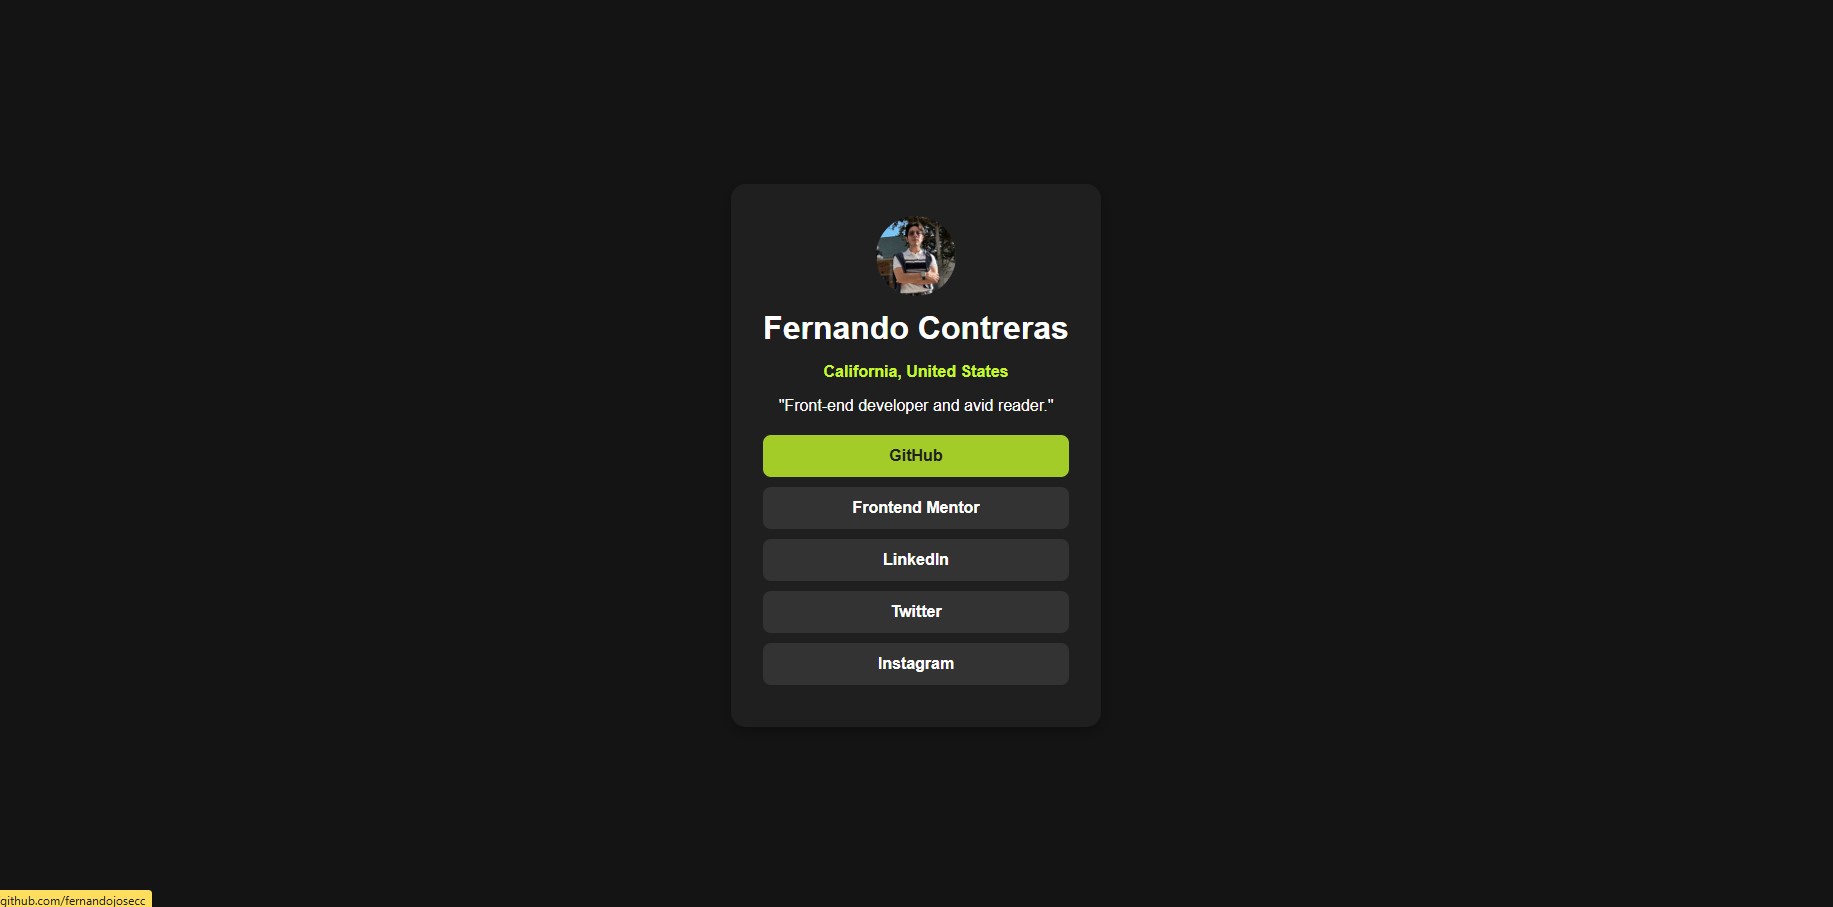 Fernando Contreras
California, United States
"Front-end developer and avid reader."
GitHub
Frontend Mentor
LinkedIn
Twitter
Instagram
github.com/fernandojosecc